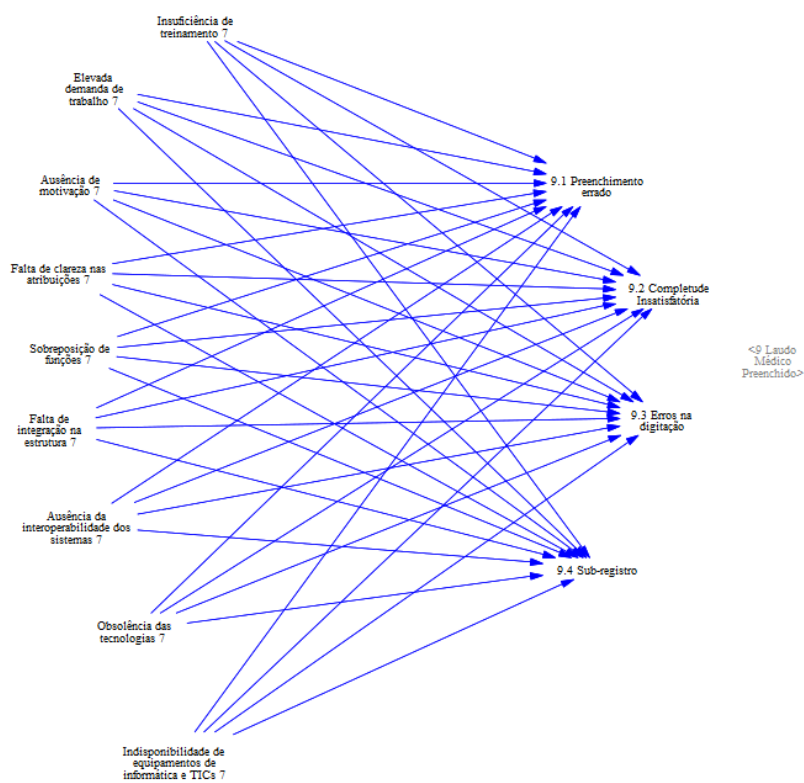 Insuficiência de
treinamento 7
Elevada
demanda de
trabalho 7
Ausência de
motivação 7
9.1 Preenchimento
errado
Falta de clareza nas
atribuições 7
9.2 Completude
Insatisfatória
Sobreposição de
funções 7
<9 Laudo
Médico
Preenchido>
Falta de
integração na
estrutura 7
9.3 Erros na
digitação
Ausência da
interoperabilidade dos
sistemas 7
9.4 Sub-registro
Obsolência das
tecnologias 7
Indisponibilidade de
equipamentos de
informática e TICs 7